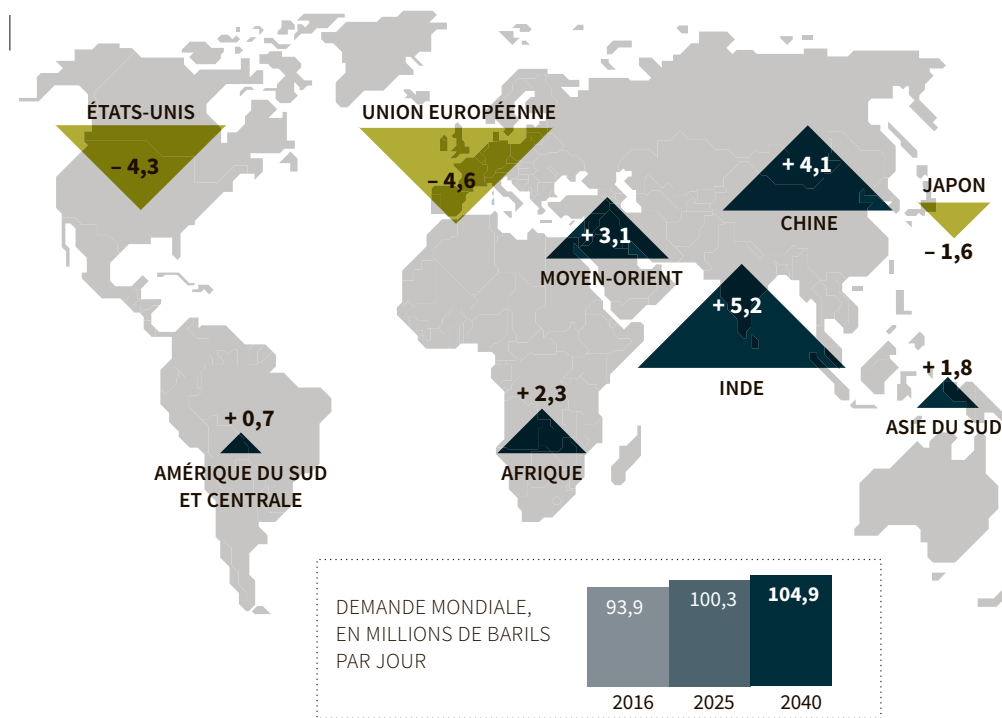 ÉTATS-UNIS
– 4,3
UNION EUROPÉENNE
– 4,6
+ 4,1
CHINE
JAPON
– 1,6
+ 3,1
MOYEN-ORIENT
+ 5,2
INDE
+ 1,8
ASIE DU SUD
+ 2,3
AFRIQUE
+ 0,7
AMÉRIQUE DU SUD
ET CENTRALE
DEMANDE MONDIALE,
EN MILLIONS DE BARILS
PAR JOUR
93,9
100,3
104,9
2016
2025
2040